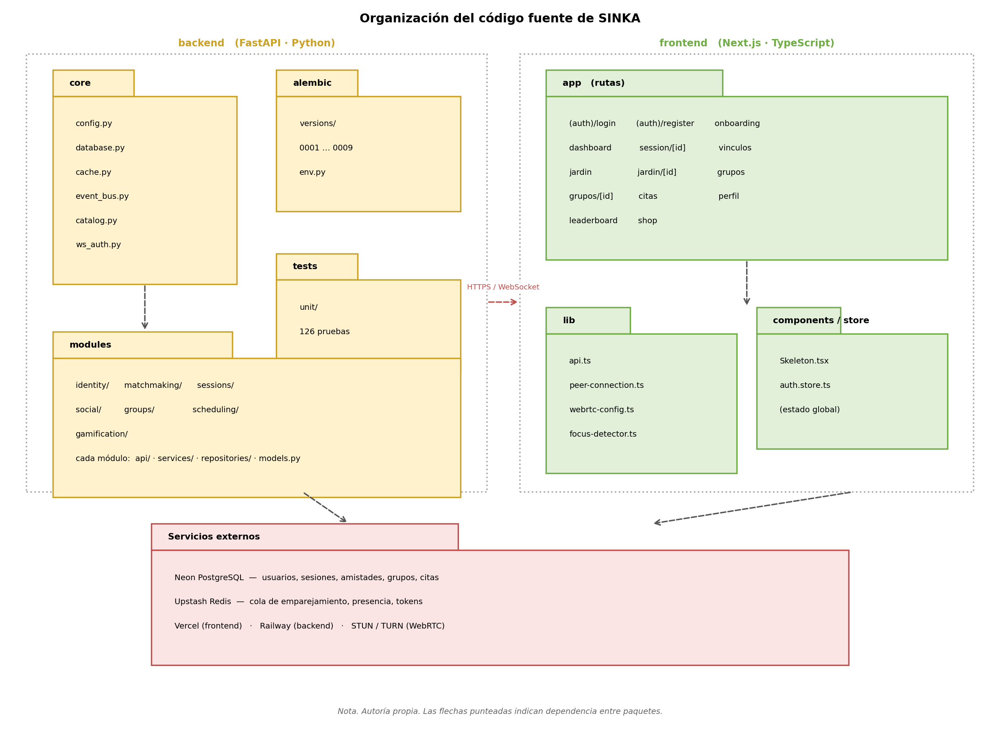 Organización del código fuente de SINKA
backend (FastAPI · Python)
core
config.py
database.py
cache.py
event_bus.py
catalog.py
ws_auth.py
alembic
versions/
0001 ... 0009
env.py
tests
unit/
126 pruebas
modules
identity/ matchmaking/ sessions/
social/ groups/ scheduling/
gamification/
cada módulo: api/ · services/ · repositories/ · models.py
HTTPS / WebSocket
frontend (Next.js · TypeScript)
app (rutas)
(auth)/login (auth)/register onboarding
dashboard session/[id] vinculos
jardin jardin/[id] grupos
grupos/[id] citas perfil
leaderboard shop
lib
api.ts
peer-connection.ts
webrtc-config.ts
focus-detector.ts
components / store
Skeleton.tsx
auth.store.ts
(estado global)
Servicios externos
Neon PostgreSQL — usuarios, sesiones, amistades, grupos, citas
Upstash Redis — cola de emparejamiento, presencia, tokens
Vercel (frontend) · Railway (backend) · STUN / TURN (WebRTC)
Nota. Autoría propia. Las flechas punteadas indican dependencia entre paquetes.